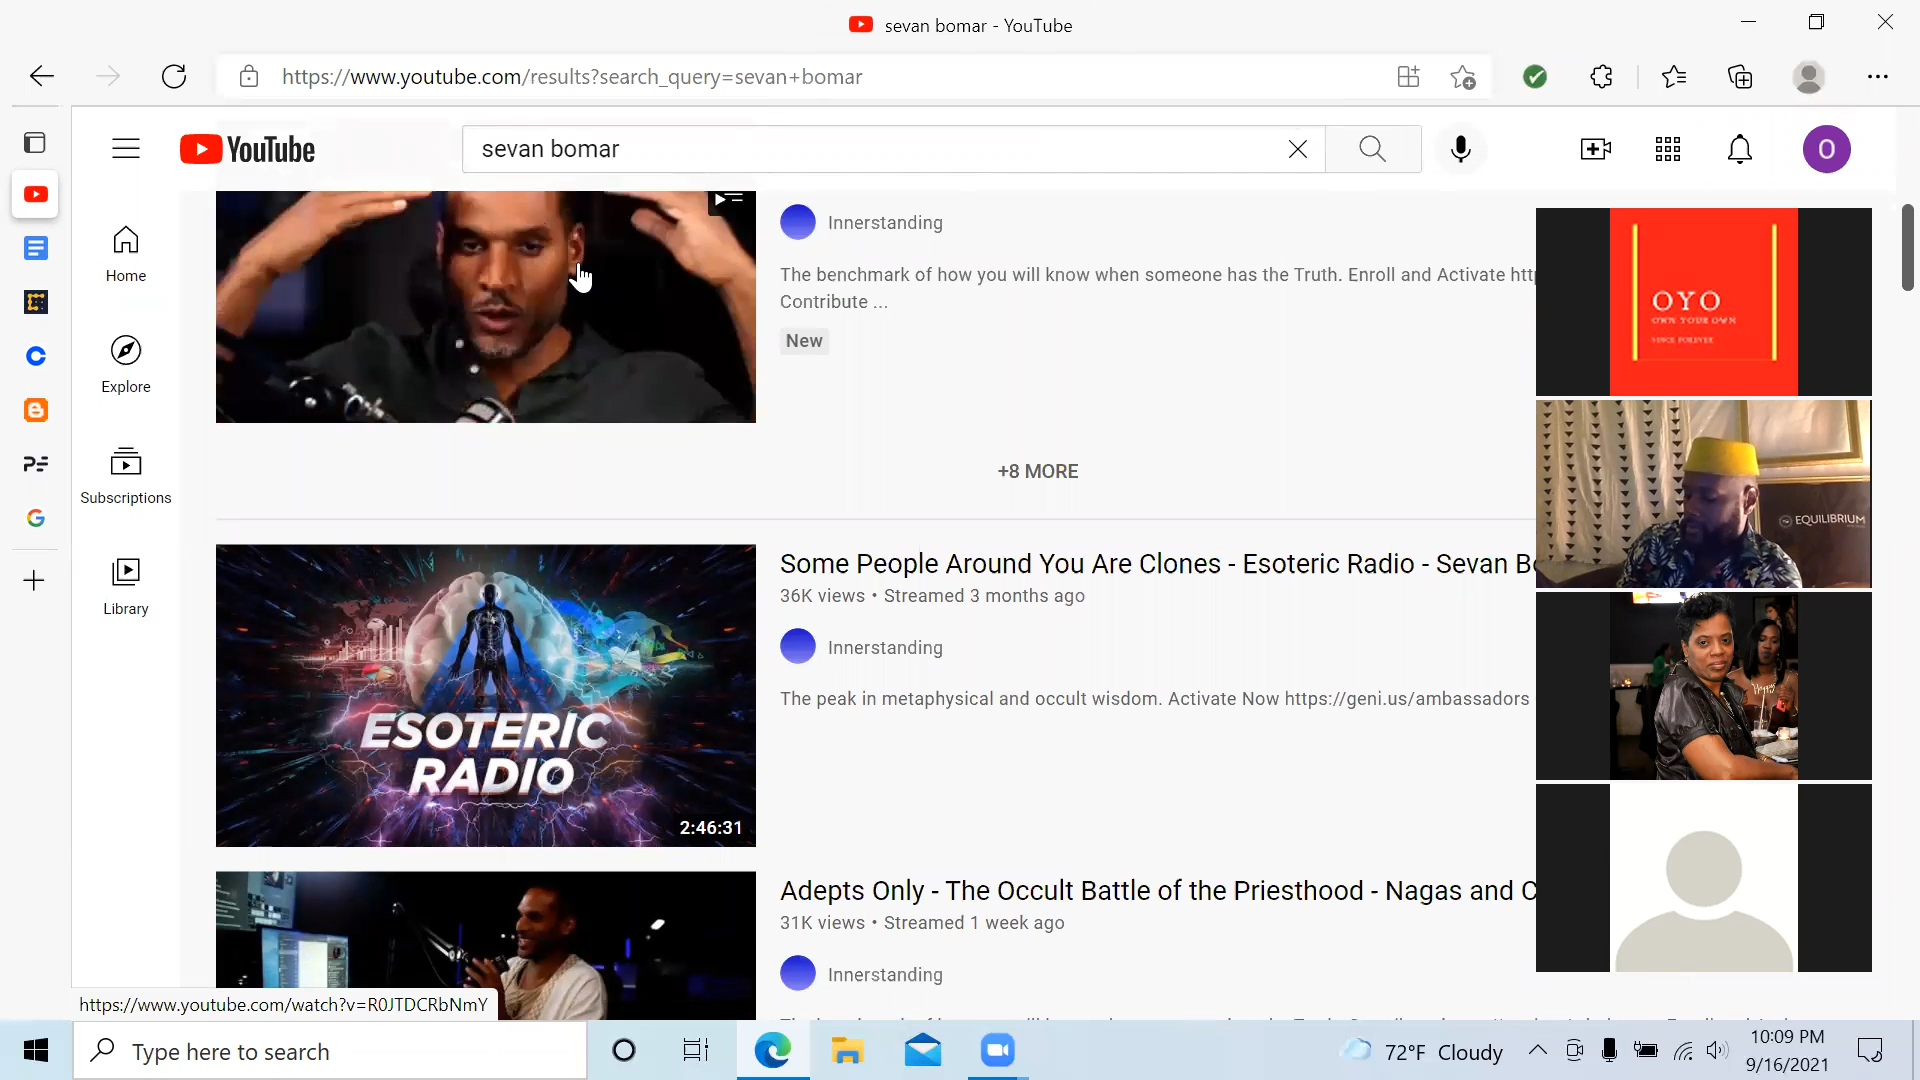 sevan bomar - YouTube
https://www.youtube.com/results?search_query=sevan+bomar
YouTube
sevan bomar
O
Home
Explore
Subscriptions
Library
Innerstanding
The benchmark of how you will know when someone has the Truth. Enroll and Activate htt
Contribute ...
New
+8 MORE
ESOTERIC
RADIO
2:46:31
Some People Around You Are Clones - Esoteric Radio - Sevan B
36K views • Streamed 3 months ago
Innerstanding
The peak in metaphysical and occult wisdom. Activate Now https://geni.us/ambassadors
Adepts Only - The Occult Battle of the Priesthood - Nagas and C
31K views • Streamed 1 week ago
Innerstanding
OYO
OWN YOUR OWN
SINCE FOREVER
EQUILIBRIUM
https://www.youtube.com/watch?v=R0JTDCRbNmY
Type here to search
72°F Cloudy
10:09 PM
9/16/2021